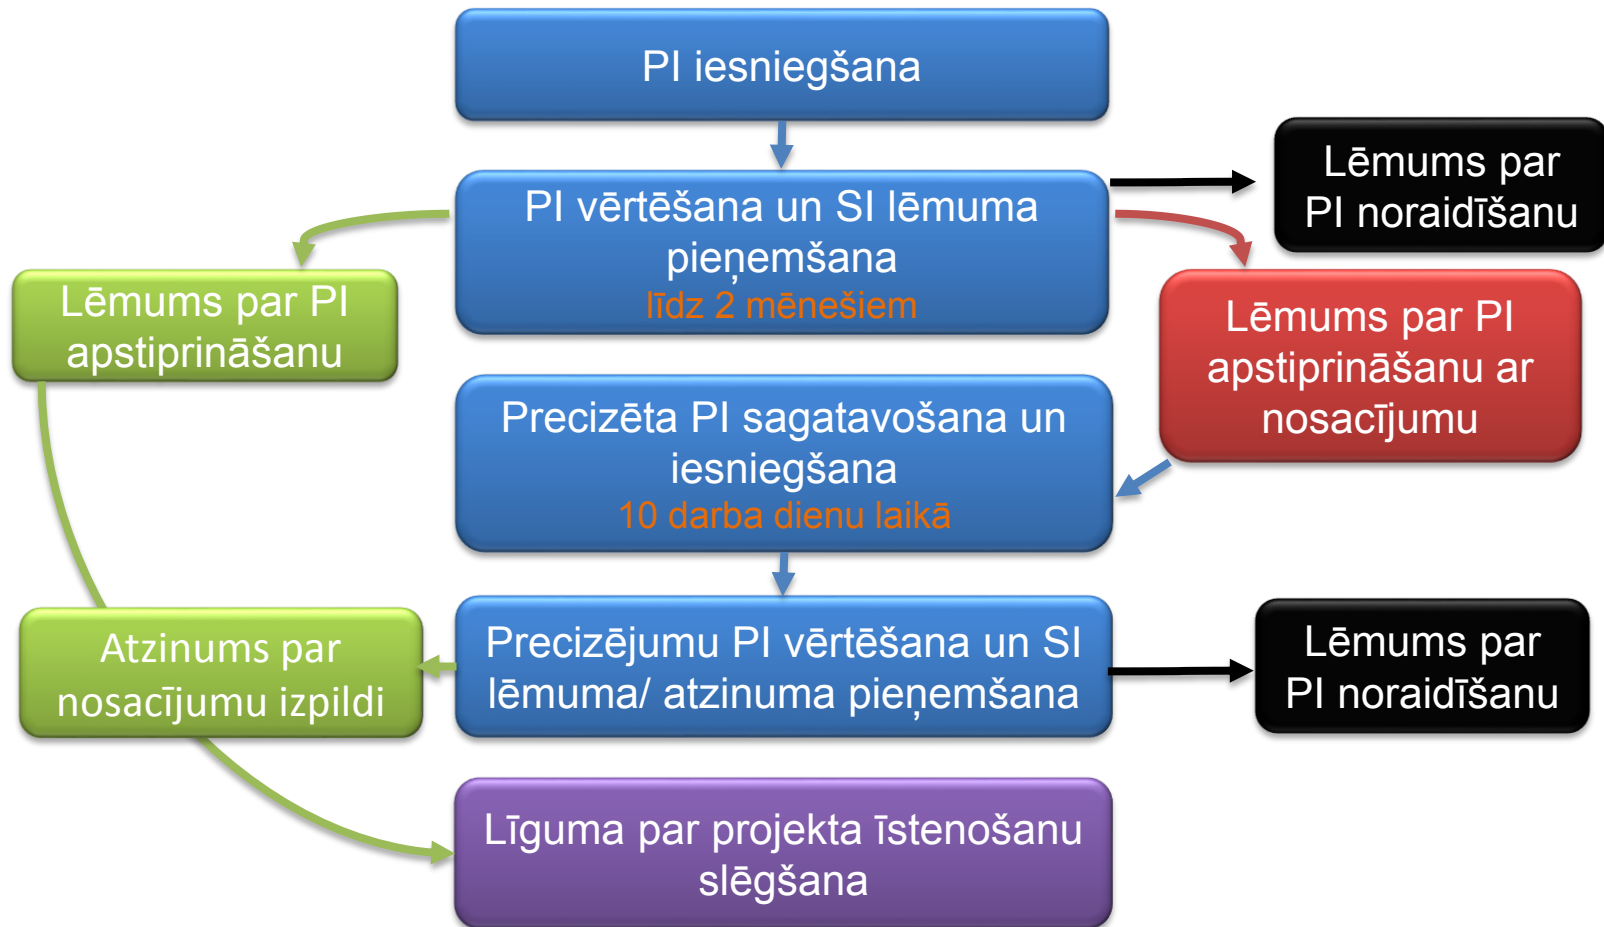 PI iesniegšana
PI vērtēšana un SI lēmuma
pieņemšana
līdz 2 mēnešiem
Lēmums par
PI noraidīšanu
Lēmums par PI
apstiprināšanu
Lēmums par PI
apstiprināšanu ar
nosacījumu
Precizēta PI sagatavošana un
iesniegšana
10 darba dienu laikā
Atzinums par
nosacījumu izpildi
Precizējumu PI vērtēšana un SI
lēmuma/ atzinuma pieņemšana
Lēmums par
PI noraidīšanu
Līguma par projekta īstenošanu
slēgšana